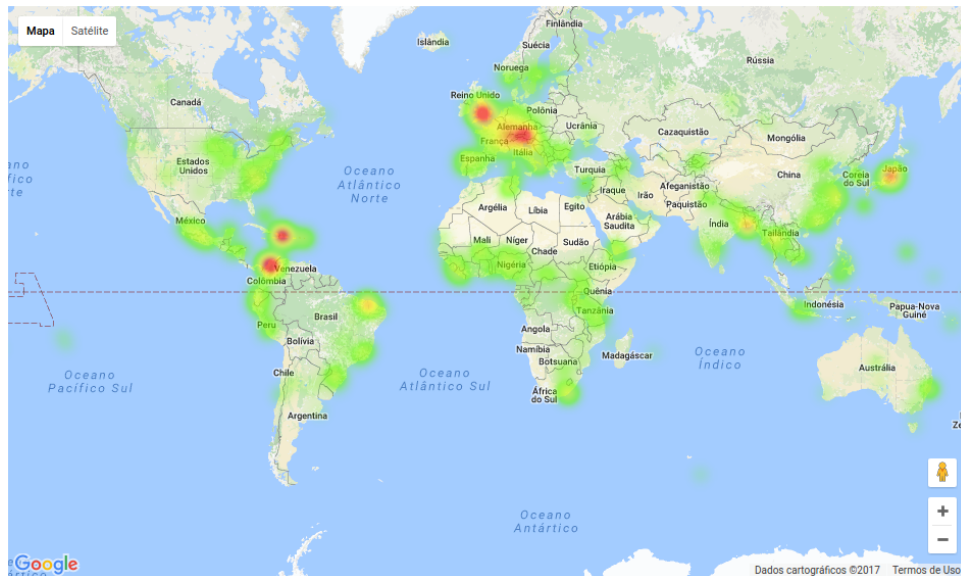 Mapa Satélite
Finlândia
Islândia
Suécia
Noruega
Rússia
Canadá
Reino Unido
Polônia
Alemanha
Ucrânia
Cazaquistão
Mongólia
França
Itália
Espanha
Estados
Unidos
Turquia
Japão
Coreia
do Sul
China
Afeganistão
Iraque
Irão
Paquistão
Oceano
Atlântico
Norte
Argélia
Líbia
Egito
Arábia
Saudita
México
Índia
Mali
Níger
Chade
Sudão
Tailândia
Nigéria
Etiópia
Venezuela
Colômbia
Quênia
Indonésia
Papua-Nova
Guiné
Tanzânia
Brasil
Peru
Angola
Bolívia
Namíbia
Botsuana
Madagáscar
Oceano
Índico
Oceano
Pacífico Sul
Chile
Oceano
Atlântico Sul
Austrália
África
do Sul
Argentina
Oceano
Antártico
+
−
Google
Dados cartográficos ©2017 Termos de Uso